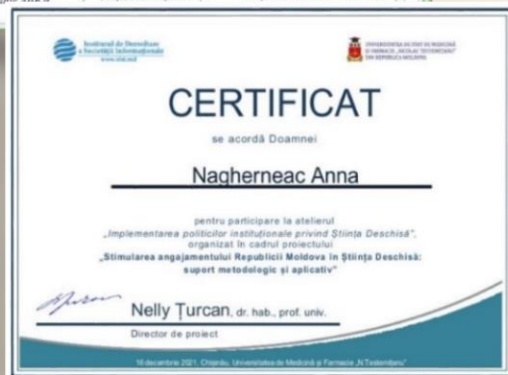 Institutul de Dezvoltare
a Societății Informaționale
www.idsi.md
UNIVERSITATEA DE STAT DE MEDICINĂ
ȘI FARMACIE „NICOLAE TESTEMIȚANU”
DIN REPUBLICA MOLDOVA
CERTIFICAT
se acordă Doamnei
Nagherneac Anna
pentru participare la atelierul
„Implementarea politicilor instituționale privind Știința Deschisă”,
organizat în cadrul proiectului
„Stimularea angajamentului Republicii Moldova în Știința Deschisă:
suport metodologic și aplicativ”
Nelly Țurcan, dr. hab., prof. univ.
Director de proiect
16 decembrie 2021. Chișinău, Universitatea de Medicină și Farmacie „N.Testemițanu”